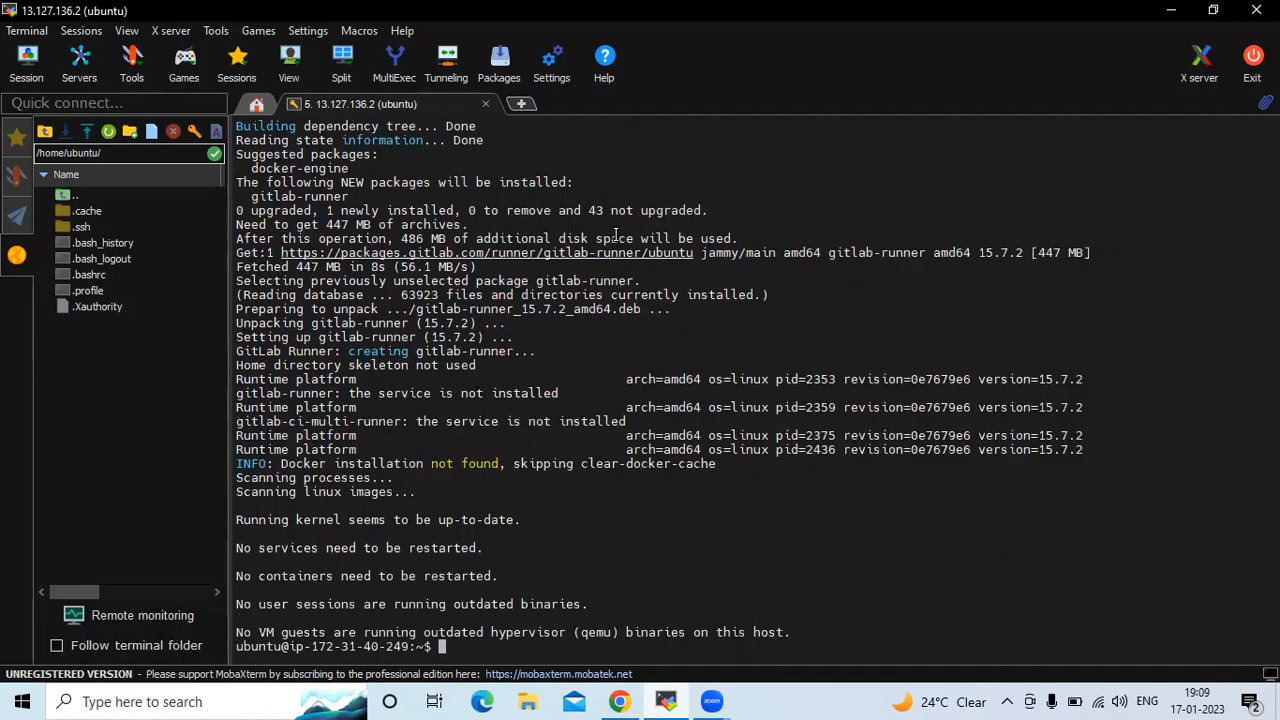 13.127.136.2 (ubuntu)
Terminal Sessions View X server Tools Games Settings Macros Help
Session Servers Tools Games Sessions View Split MultiExec Tunneling Packages Settings Help X server Exit
Quick connect...
5. 13.127.136.2 (ubuntu)
/home/ubuntu/
Name
..
.cache
.ssh
.bash_history
.bash_logout
.bashrc
.profile
.Xauthority
Remote monitoring
Follow terminal folder
Building dependency tree... Done
Reading state information... Done
Suggested packages:
docker-engine
The following NEW packages will be installed:
gitlab-runner
0 upgraded, 1 newly installed, 0 to remove and 43 not upgraded.
Need to get 447 MB of archives.
After this operation, 486 MB of additional disk space will be used.
Get:1 https://packages.gitlab.com/runner/gitlab-runner/ubuntu jammy/main amd64 gitlab-runner amd64 15.7.2 [447 MB]
Fetched 447 MB in 8s (56.1 MB/s)
Selecting previously unselected package gitlab-runner.
(Reading database ... 63923 files and directories currently installed.)
Preparing to unpack .../gitlab-runner_15.7.2_amd64.deb ...
Unpacking gitlab-runner (15.7.2) ...
Setting up gitlab-runner (15.7.2) ...
GitLab Runner: creating gitlab-runner...
Home directory skeleton not used
Runtime platform arch=amd64 os=linux pid=2353 revision=0e7679e6 version=15.7.2
gitlab-runner: the service is not installed
Runtime platform arch=amd64 os=linux pid=2359 revision=0e7679e6 version=15.7.2
gitlab-ci-multi-runner: the service is not installed
Runtime platform arch=amd64 os=linux pid=2375 revision=0e7679e6 version=15.7.2
Runtime platform arch=amd64 os=linux pid=2436 revision=0e7679e6 version=15.7.2
INFO: Docker installation not found, skipping clear-docker-cache
Scanning processes...
Scanning linux images...
Running kernel seems to be up-to-date.
No services need to be restarted.
No containers need to be restarted.
No user sessions are running outdated binaries.
No VM guests are running outdated hypervisor (qemu) binaries on this host.
ubuntu@ip-172-31-40-249:~$
UNREGISTERED VERSION - Please support MobaXterm by subscribing to the professional edition here: https://mobaxterm.mobatek.net
Type here to search
zoom
24°C Clear
ENG
19:09
17-01-2023
2